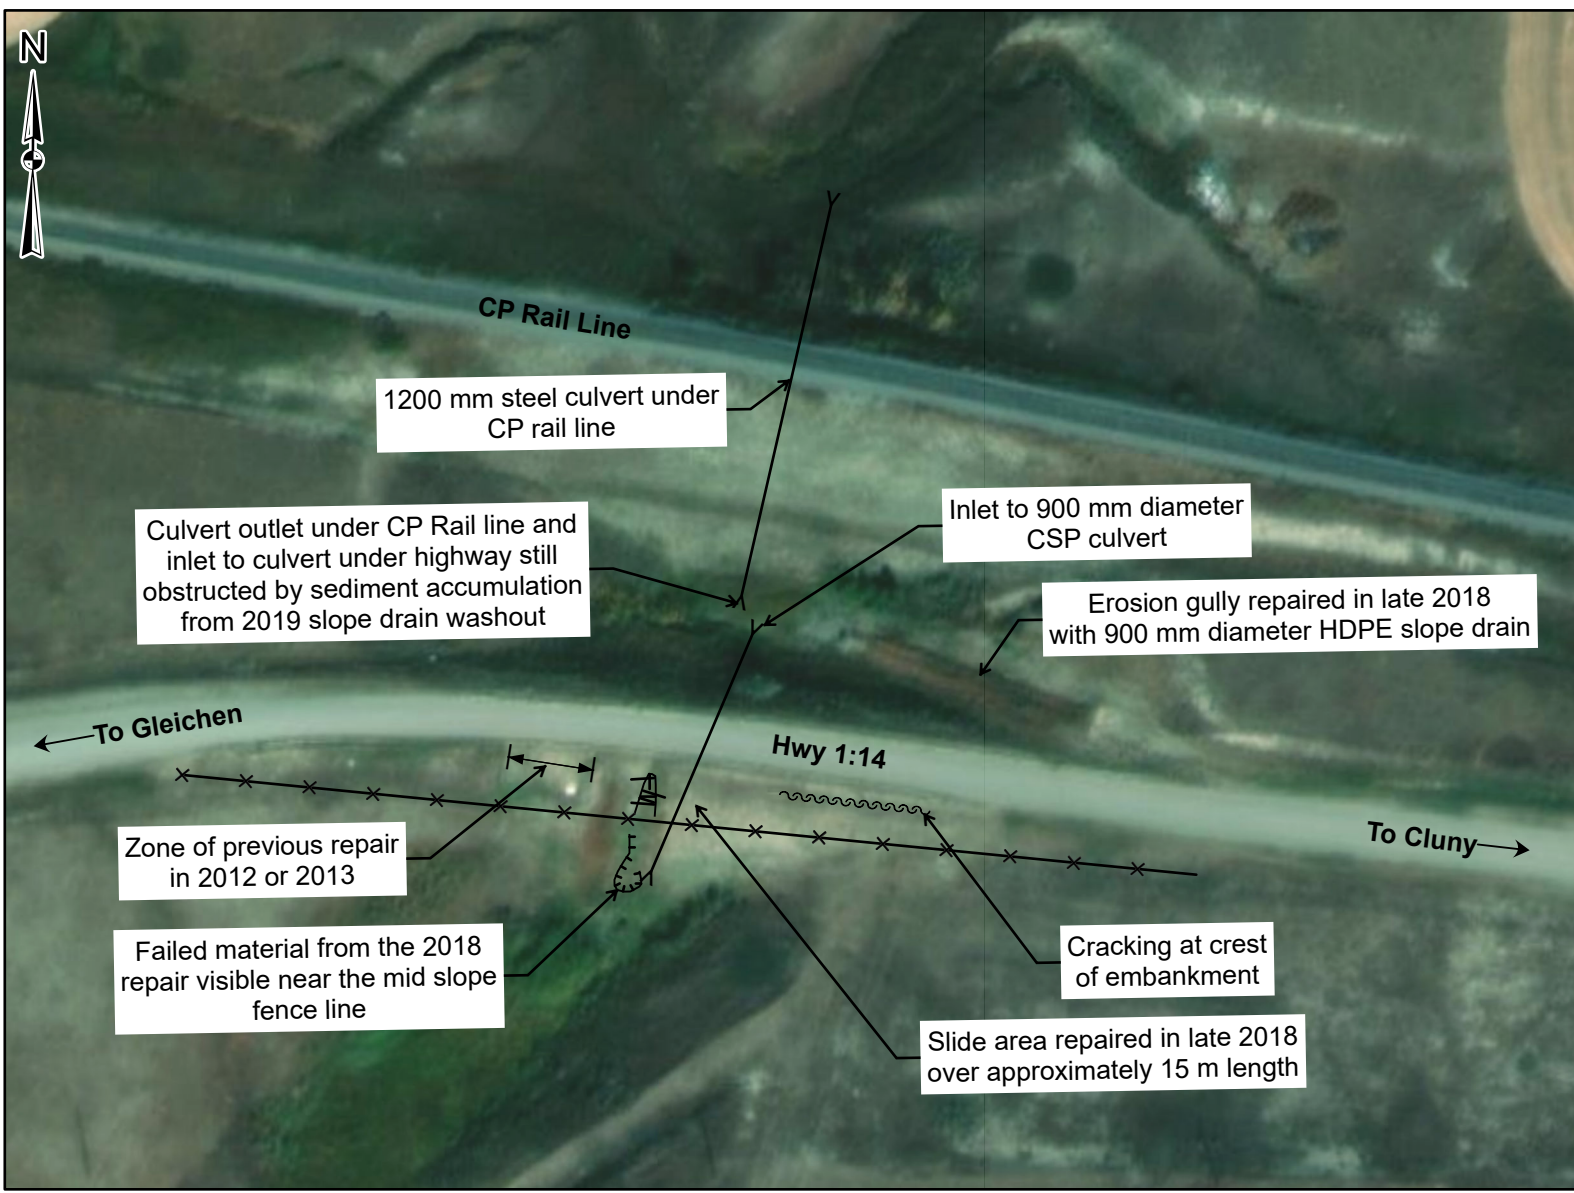 N
CP Rail Line
1200 mm steel culvert under
CP rail line
Culvert outlet under CP Rail line and
inlet to culvert under highway still
obstructed by sediment accumulation
from 2019 slope drain washout
Inlet to 900 mm diameter
CSP culvert
Erosion gully repaired in late 2018
with 900 mm diameter HDPE slope drain
To Gleichen
Hwy 1:14
To Cluny
Zone of previous repair
in 2012 or 2013
Failed material from the 2018
repair visible near the mid slope
fence line
Cracking at crest
of embankment
Slide area repaired in late 2018
over approximately 15 m length